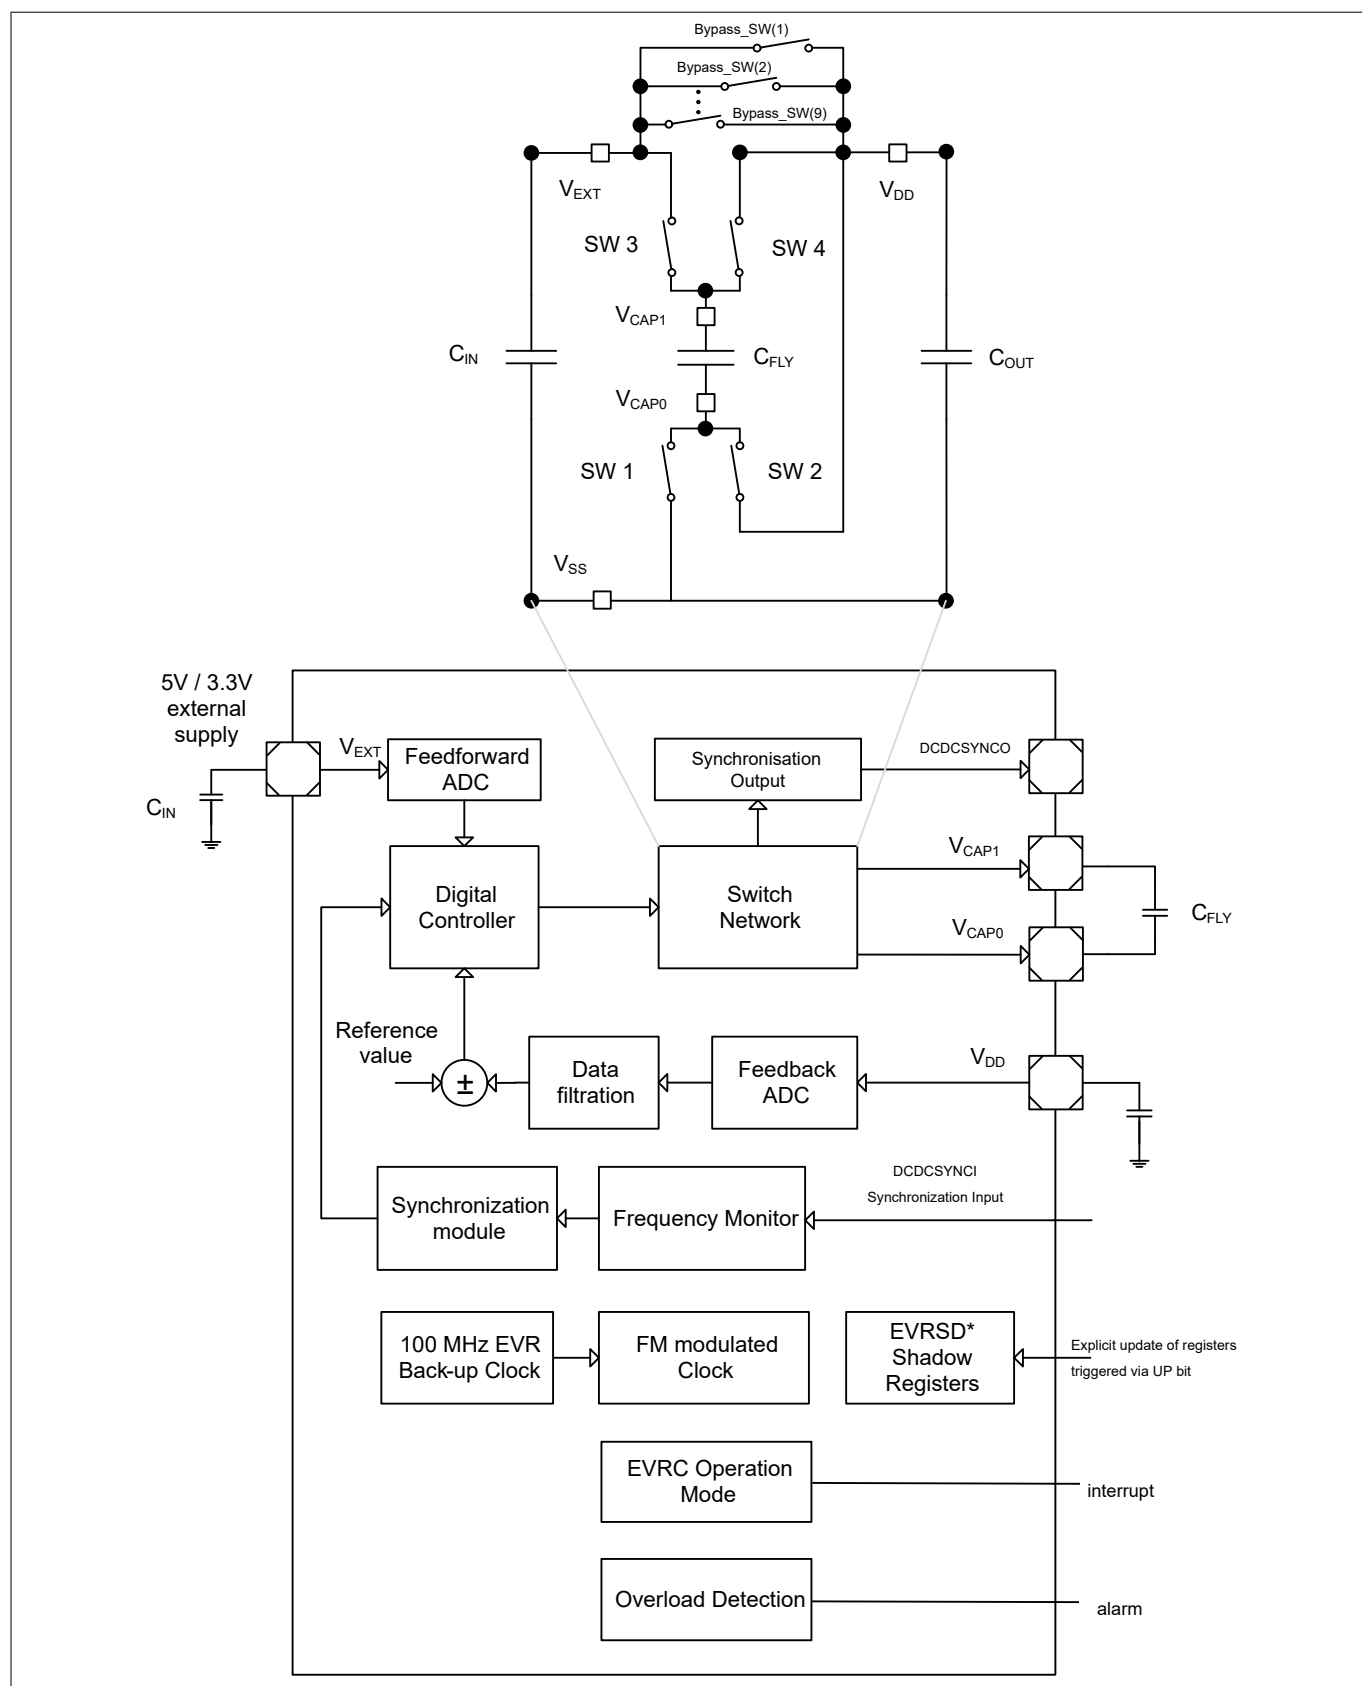 Bypass_SW(1)
Bypass_SW(2)
Bypass_SW(9)
VEXT
VDD
SW 3
SW 4
VCAP1
CIN
CFLY
COUT
VCAP0
SW 1
SW 2
VSS
5V / 3.3V
external
supply
VEXT
CIN
Feedforward
ADC
Synchronisation
Output
DCDCSYNCO
Digital
Controller
Switch
Network
VCAP1
VCAP0
CFLY
Reference
value
±
Data
filtration
Feedback
ADC
VDD
Synchronization
module
Frequency Monitor
DCDCSYNCI
Synchronization Input
100 MHz EVR
Back-up Clock
FM modulated
Clock
EVRSD*
Shadow
Registers
Explicit update of registers
triggered via UP bit
EVRC Operation
Mode
interrupt
Overload Detection
alarm